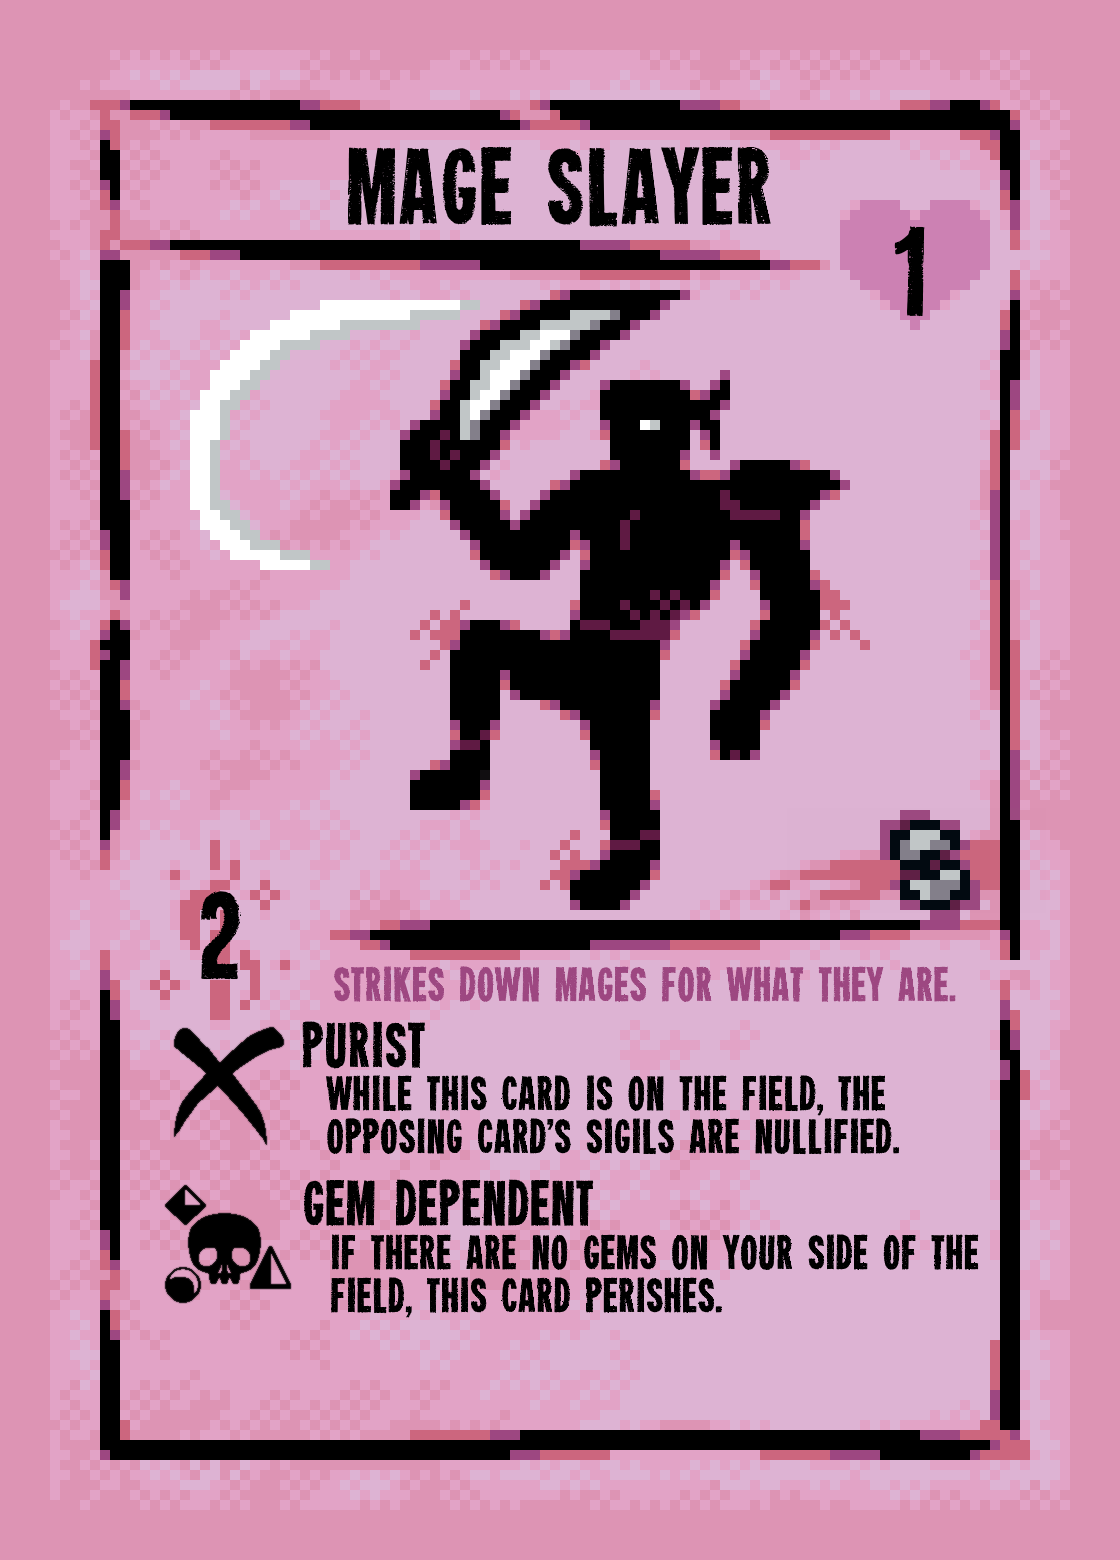 MAGE SLAYER
1
2
STRIKES DOWN MAGES FOR WHAT THEY ARE.
PURIST
WHILE THIS CARD IS ON THE FIELD, THE
OPPOSING CARD'S SIGILS ARE NULLIFIED.
GEM DEPENDENT
IF THERE ARE NO GEMS ON YOUR SIDE OF THE
FIELD, THIS CARD PERISHES.